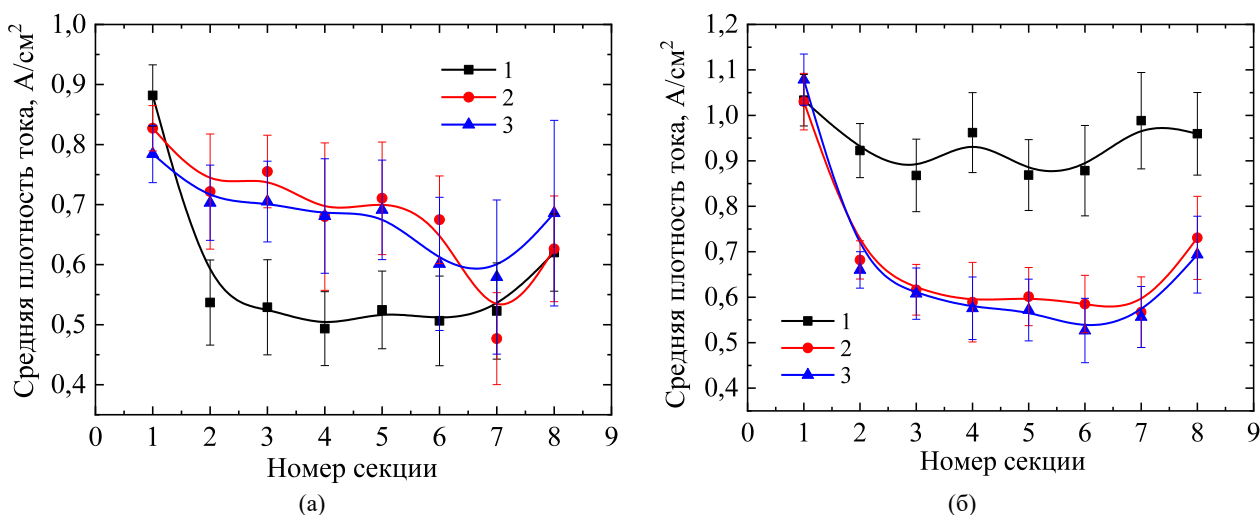 Средняя плотность тока, А/см²
1,0
0,9
0,8
0,7
0,6
0,5
0,4
1
2
3
0 1 2 3 4 5 6 7 8 9
Номер секции
(а)
Средняя плотность тока, А/см²
1,2
1,1
1,0
0,9
0,8
0,7
0,6
0,5
0,4
1
2
3
0 1 2 3 4 5 6 7 8 9
Номер секции
(б)